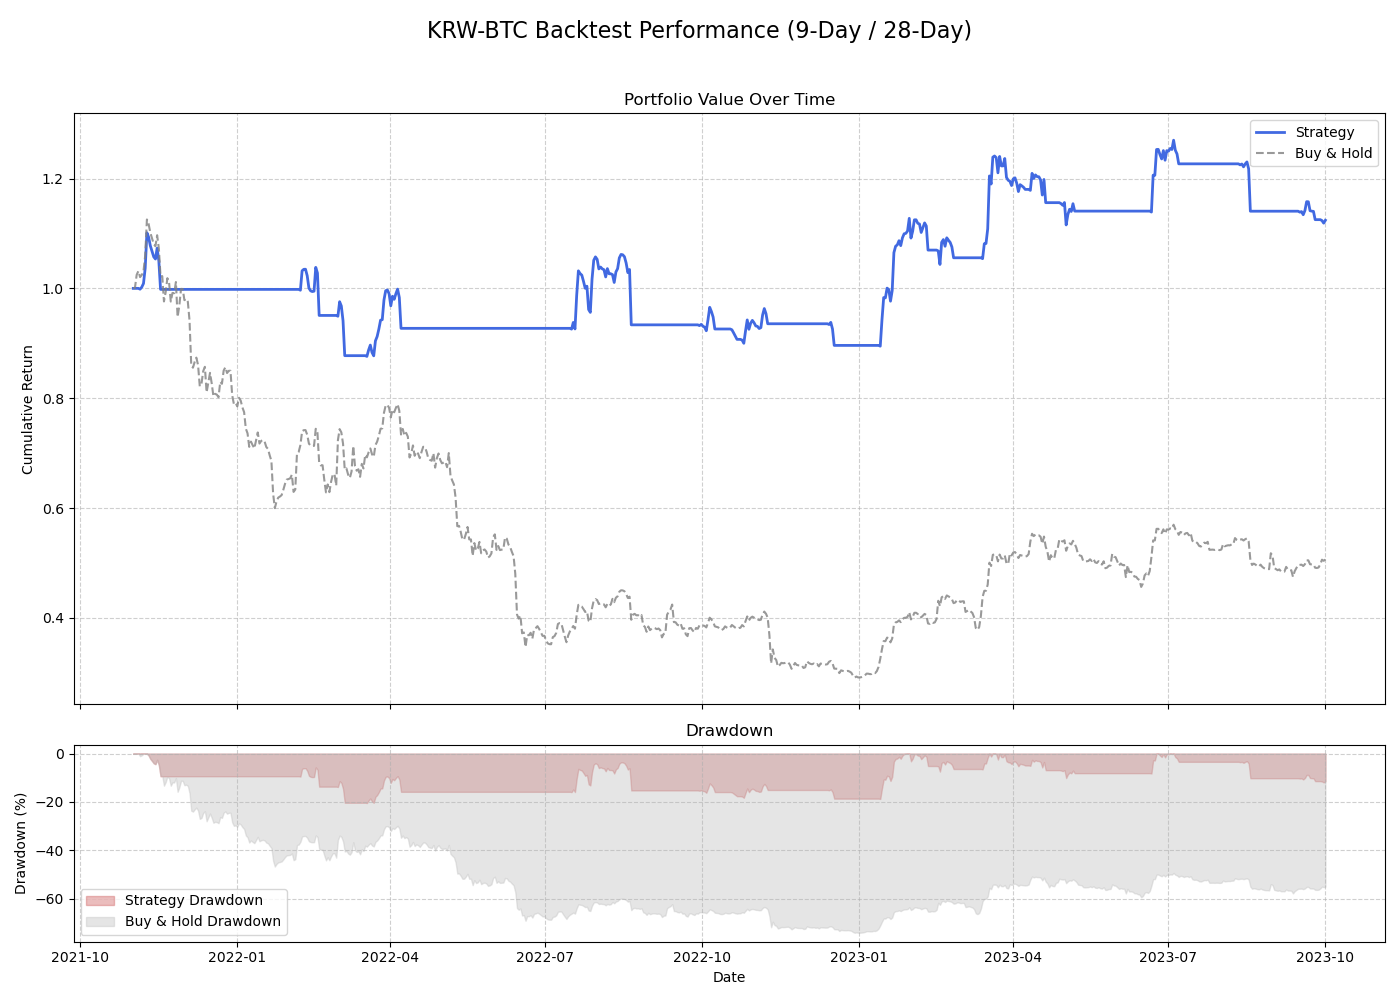 KRW-BTC Backtest Performance (9-Day / 28-Day)
Portfolio Value Over Time
Strategy
Buy & Hold
1.2
1.0
0.8
0.6
0.4
Cumulative Return
Drawdown
0
−20
−40
−60
Drawdown (%)
Strategy Drawdown
Buy & Hold Drawdown
2021-10 2022-01 2022-04 2022-07 2022-10 2023-01 2023-04 2023-07 2023-10
Date